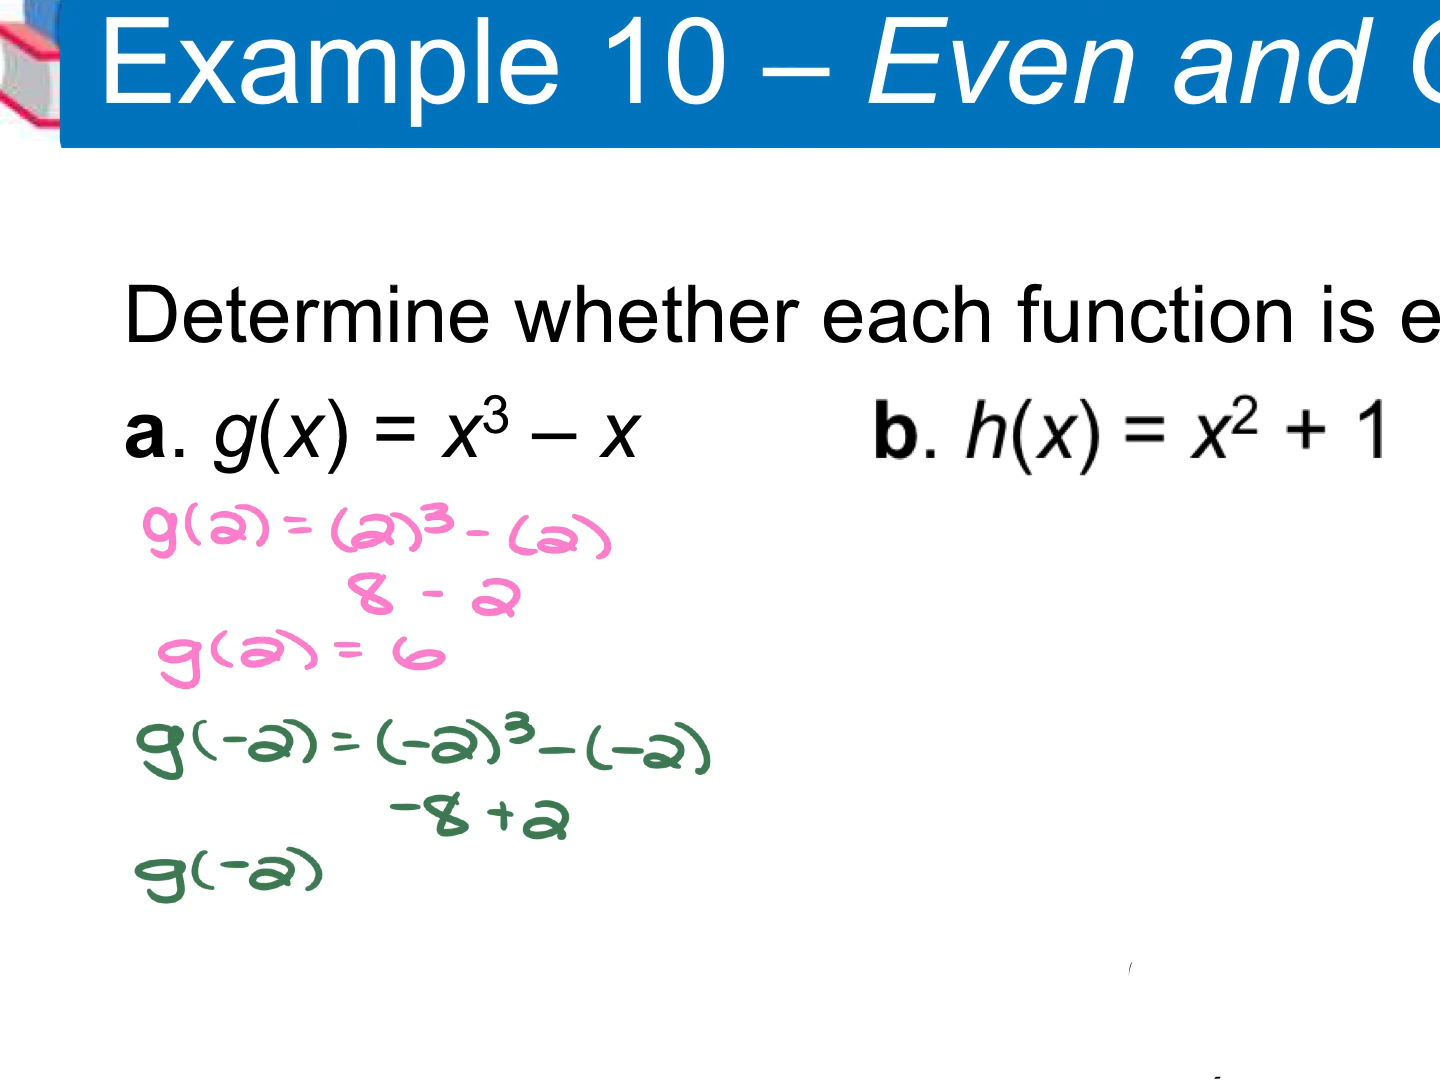 Example 10 – Even and
Determine whether each function is e
a. g(x) = x³ – x
b. h(x) = x² + 1
g(2) = (2)³ - (2)
8 - 2
g(2) = 6
g(-2) = (-2)³ - (-2)
-8 + 2
g(-2)